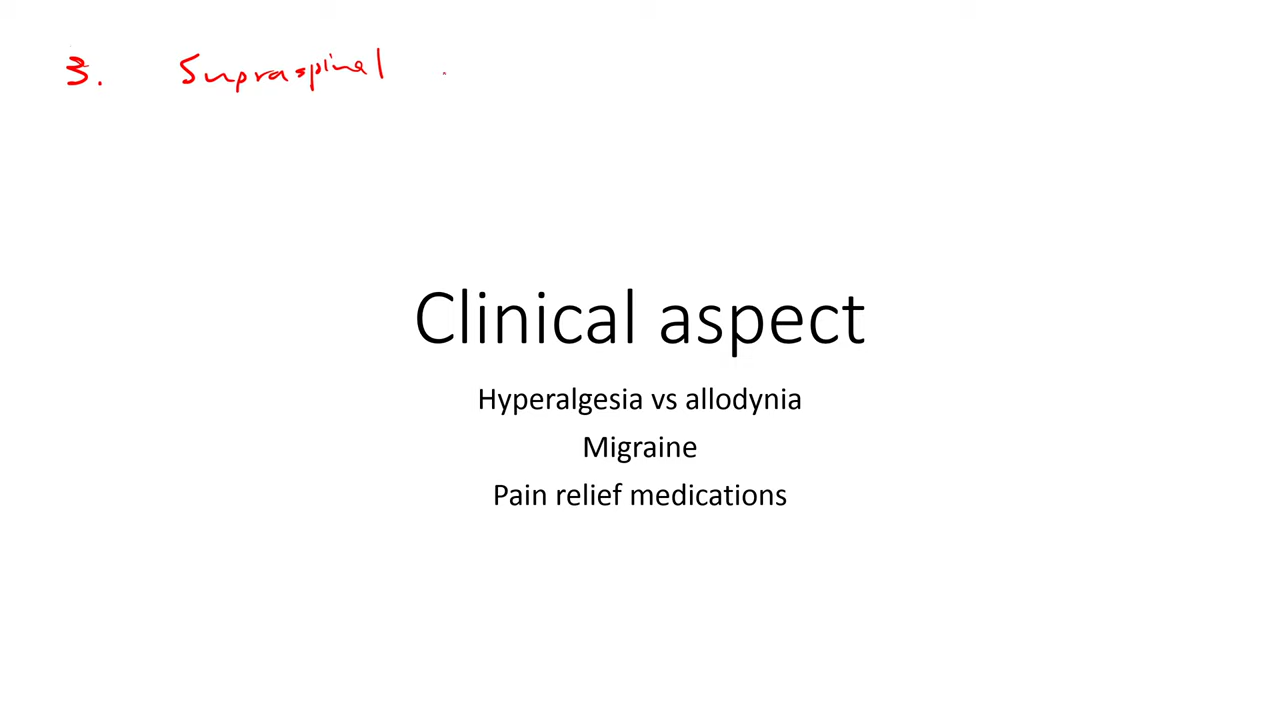 3. Supraspinal
Clinical aspect
Hyperalgesia vs allodynia
Migraine
Pain relief medications